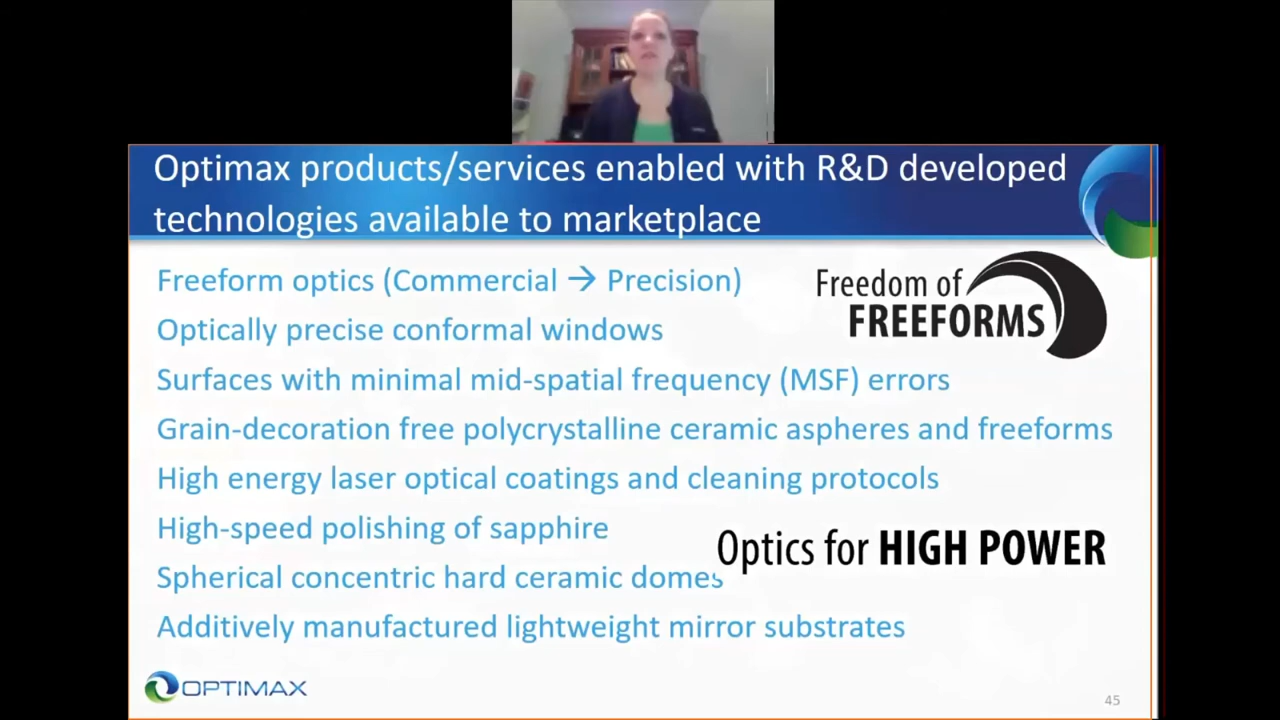 Optimax products/services enabled with R&D developed
technologies available to marketplace
Freeform optics (Commercial → Precision)
Freedom of
FREEFORMS
Optically precise conformal windows
Surfaces with minimal mid-spatial frequency (MSF) errors
Grain-decoration free polycrystalline ceramic aspheres and freeforms
High energy laser optical coatings and cleaning protocols
High-speed polishing of sapphire
Optics for HIGH POWER
Spherical concentric hard ceramic domes
Additively manufactured lightweight mirror substrates
OPTIMAX
45